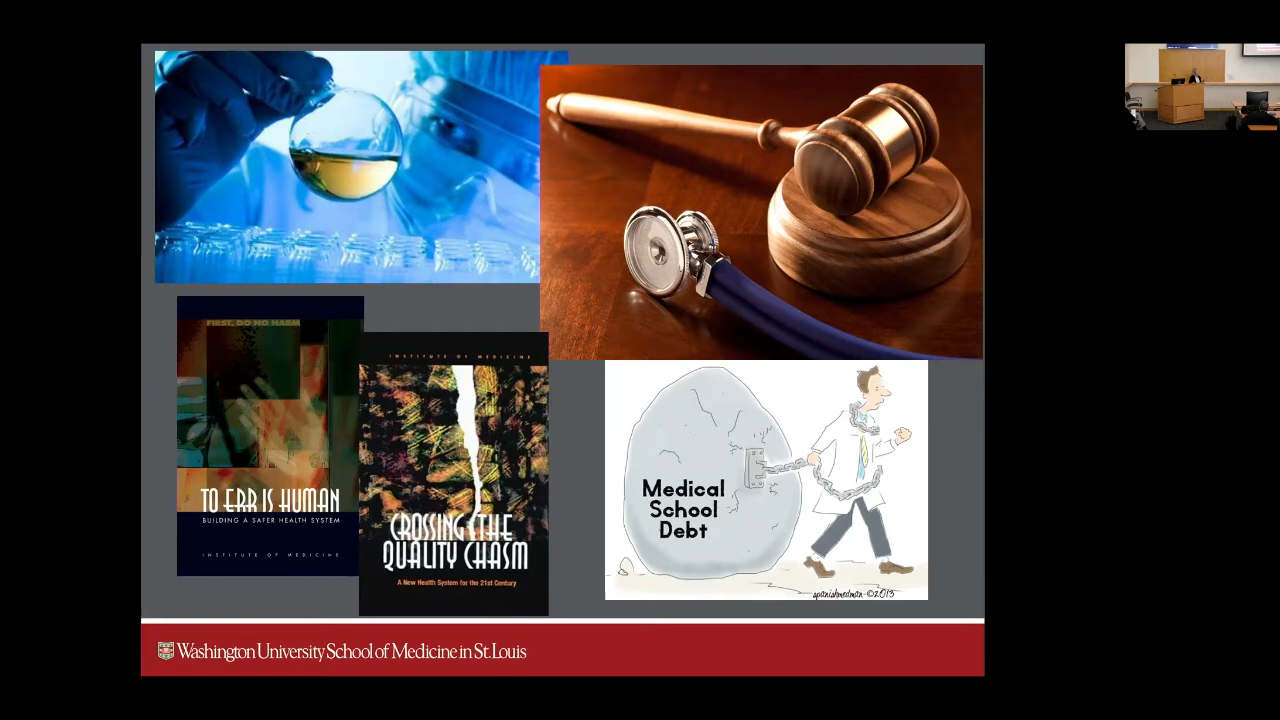 FIRST, DO NO HARM
TO ERR IS HUMAN
BUILDING A SAFER HEALTH SYSTEM
INSTITUTE OF MEDICINE
INSTITUTE OF MEDICINE
CROSSING THE
QUALITY CHASM
A New Health System for the 21st Century
Medical
School
Debt
spanishmedman-©2013
Washington University School of Medicine in St. Louis